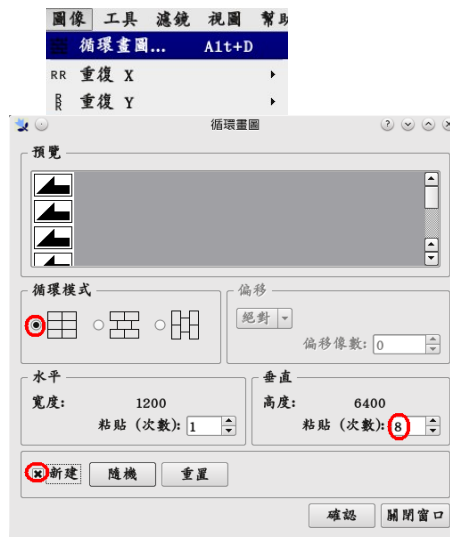 圖像 工具 濾鏡 視圖 幫助
循環畫圖... Alt+D
RR 重復 X
RR 重復 Y
循環畫圖
預覽
循環模式
偏移
絕對
偏移像數: 0
水平
垂直
寬度: 1200
高度: 6400
粘貼 (次數): 1
粘貼 (次數): 8
新建 隨機 重置
確認 關閉窗口